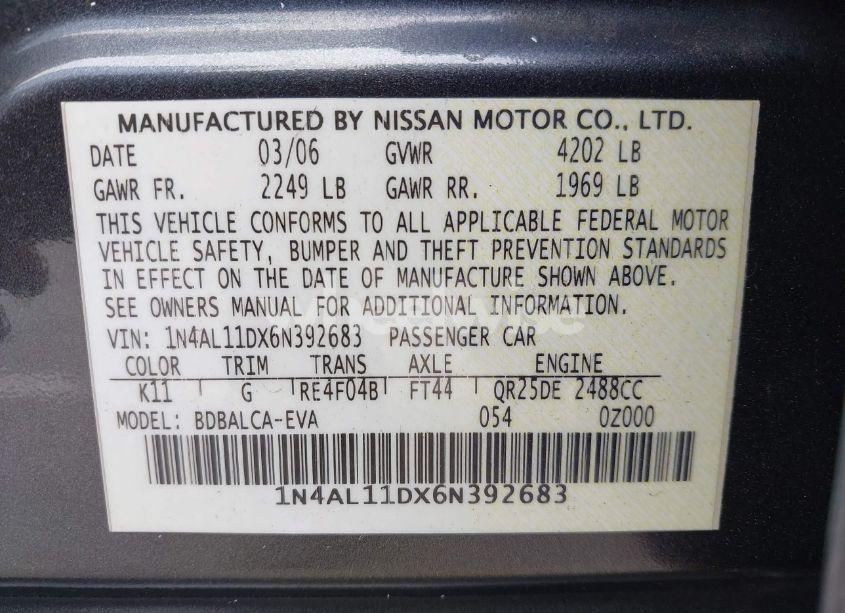 MANUFACTURED BY NISSAN MOTOR CO., LTD.
DATE 03/06 GVWR 4202 LB
GAWR FR. 2249 LB GAWR RR. 1969 LB
THIS VEHICLE CONFORMS TO ALL APPLICABLE FEDERAL MOTOR
VEHICLE SAFETY, BUMPER AND THEFT PREVENTION STANDARDS
IN EFFECT ON THE DATE OF MANUFACTURE SHOWN ABOVE.
SEE OWNERS MANUAL FOR ADDITIONAL INFORMATION.
VIN: 1N4AL11DX6N392683 PASSENGER CAR
COLOR TRIM TRANS AXLE ENGINE
K11 G RE4F04B FT44 QR25DE 2488CC
MODEL: BDBALCA-EVA 054 0Z000
1N4AL11DX6N392683